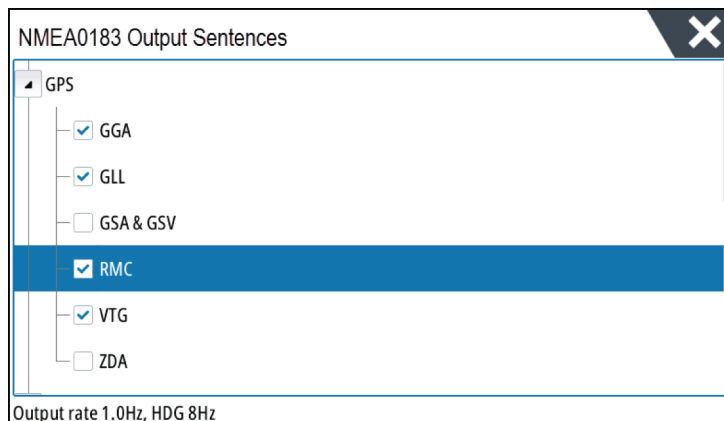 NMEA0183 Output Sentences
GPS
GGA
GLL
GSA & GSV
RMC
VTG
ZDA
Output rate 1.0Hz, HDG 8Hz